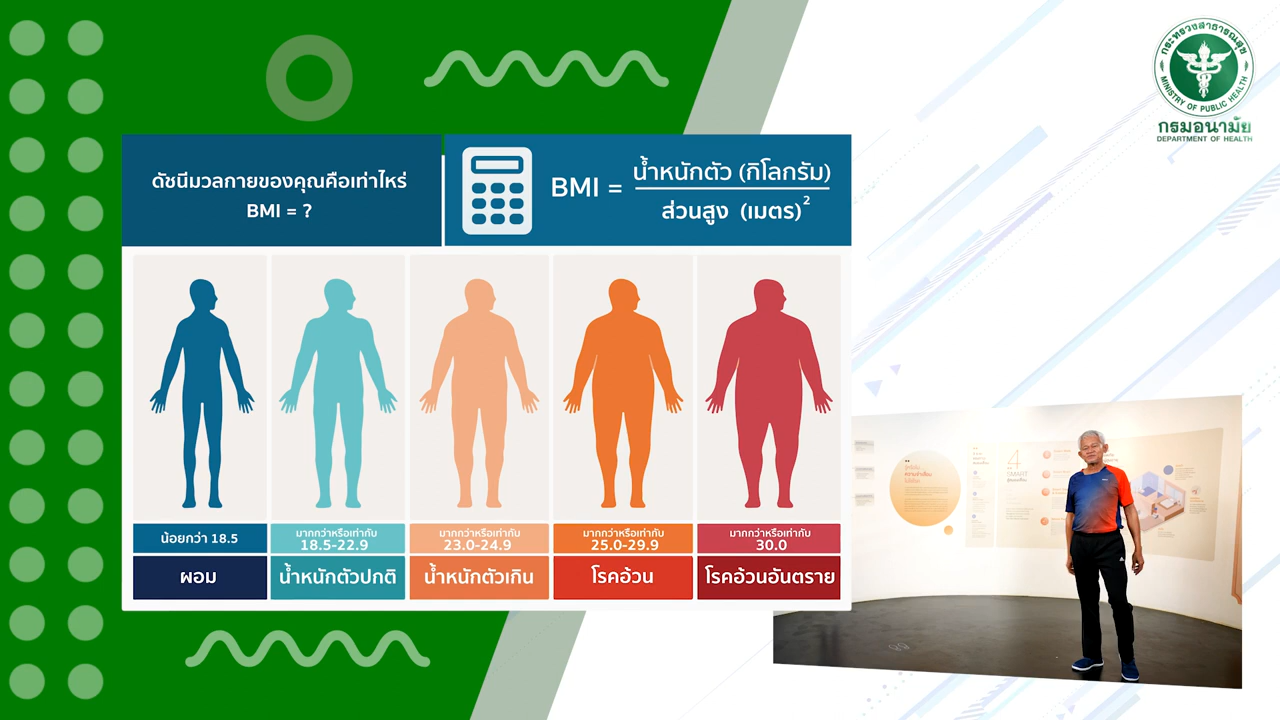 กระทรวงสาธารณสุข
MINISTRY OF PUBLIC HEALTH
กรมอนามัย
DEPARTMENT OF HEALTH
ดัชนีมวลกายของคุณคือเท่าไหร่
BMI = ?
BMI = น้ำหนักตัว (กิโลกรัม)
ส่วนสูง (เมตร)²
น้อยกว่า 18.5
ผอม
มากกว่าหรือเท่ากับ
18.5-22.9
น้ำหนักตัวปกติ
มากกว่าหรือเท่ากับ
23.0-24.9
น้ำหนักตัวเกิน
มากกว่าหรือเท่ากับ
25.0-29.9
โรคอ้วน
มากกว่าหรือเท่ากับ
30.0
โรคอ้วนอันตราย
4
SMART